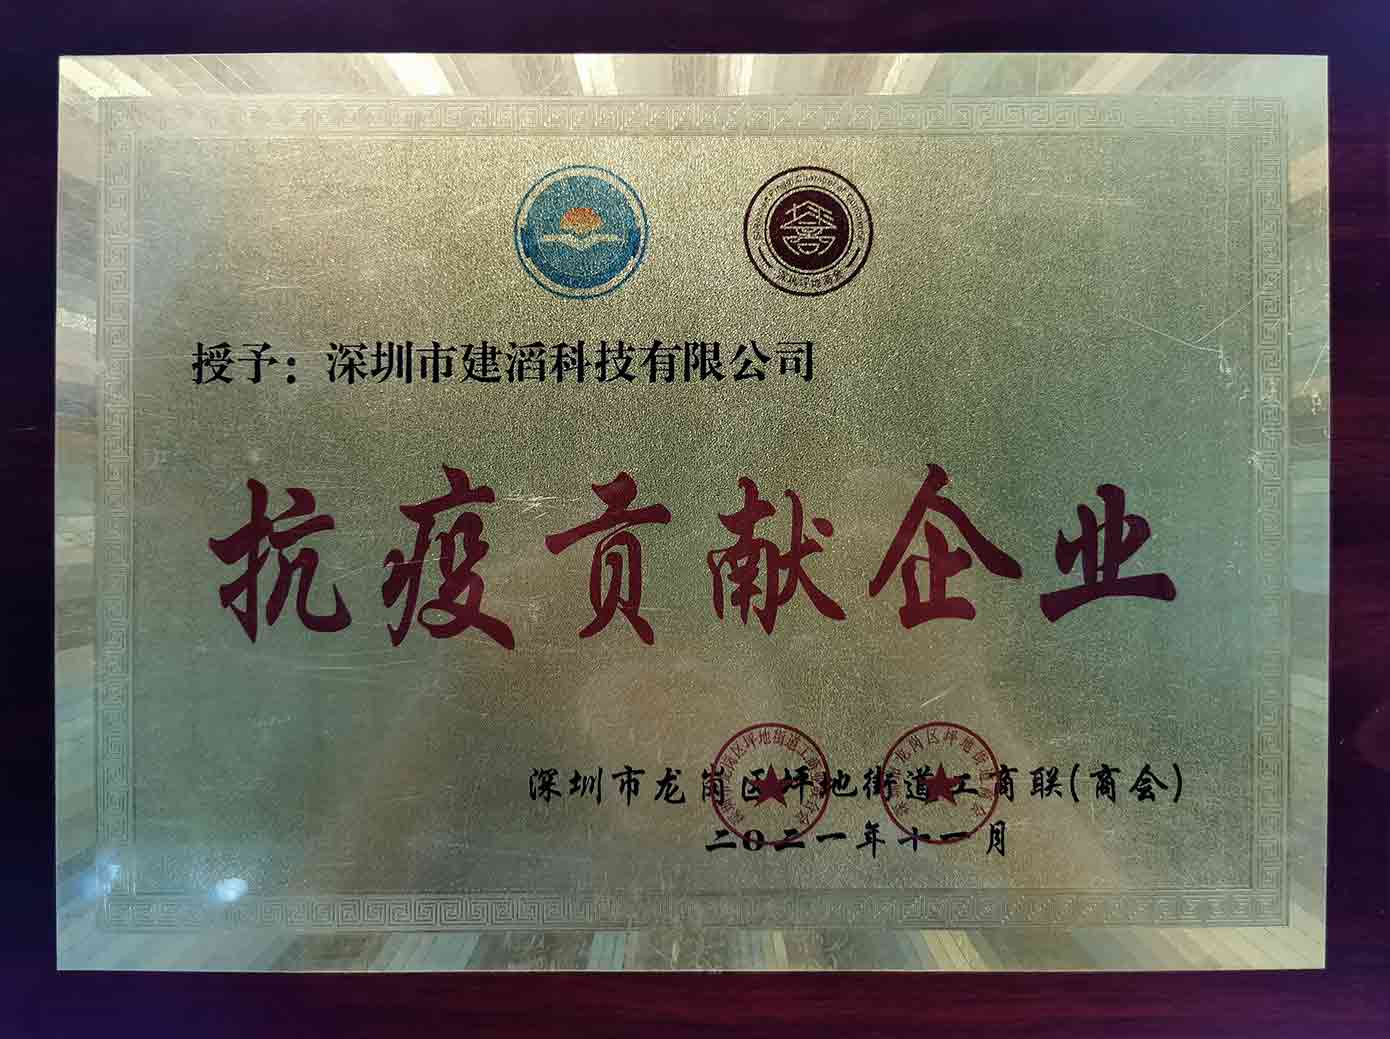 授予：深圳市建滔科技有限公司
抗疫贡献企业
深圳市龙岗区坪地街道工商联(商会)
二〇二一年十一月